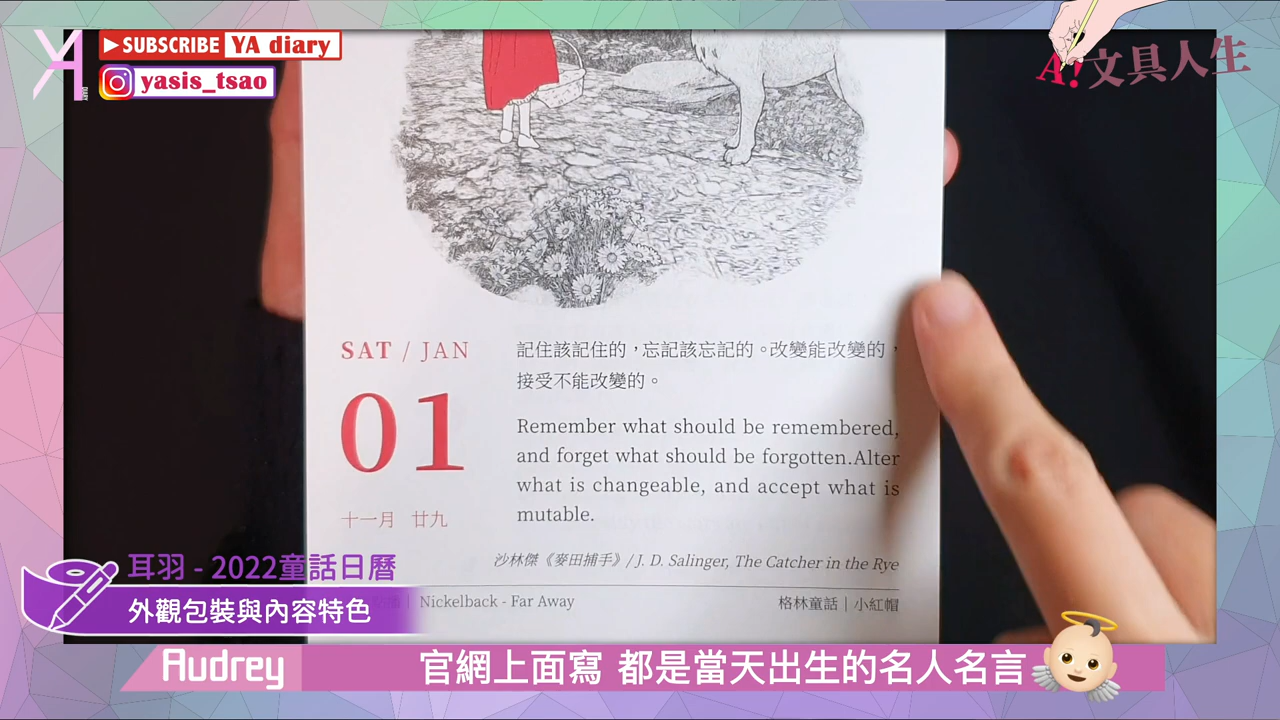 YA
DIARY
SUBSCRIBE YA diary
yasis_tsao
A!文具人生
SAT / JAN
01
十一月 廿九
記住該記住的，忘記該忘記的。改變能改變的，
接受不能改變的。
Remember what should be remembered,
and forget what should be forgotten.Alter
what is changeable, and accept what is
mutable.
沙林傑《麥田捕手》/ J. D. Salinger, The Catcher in the Rye
Nickelback - Far Away
格林童話｜小紅帽
耳羽 - 2022童話日曆
外觀包裝與內容特色
Audrey
官網上面寫 都是當天出生的名人名言